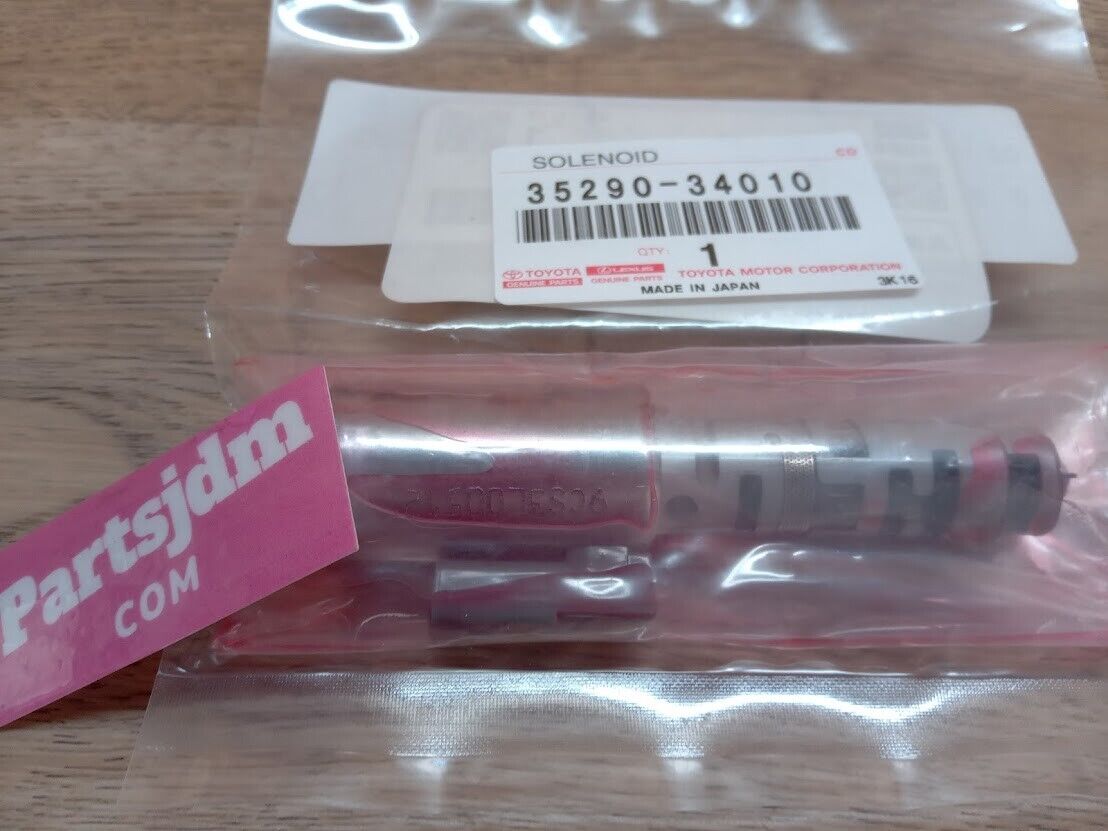 SOLENOID
CO
35290-34010
QTY: 1
TOYOTA
GENUINE PARTS
LEXUS
GENUINE PARTS
TOYOTA MOTOR CORPORATION
MADE IN JAPAN
3K16
Partsjdm
COM